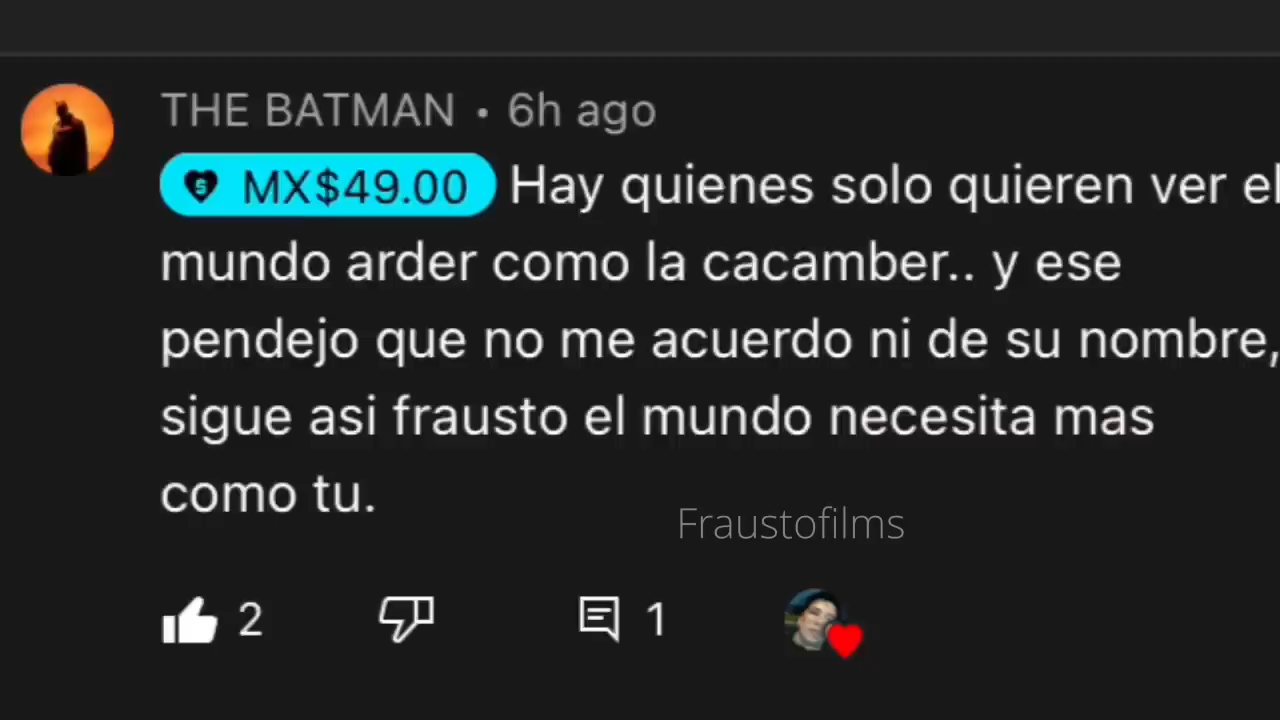 THE BATMAN • 6h ago
MX$49.00 Hay quienes solo quieren ver el
mundo arder como la cacamber.. y ese
pendejo que no me acuerdo ni de su nombre,
sigue asi frausto el mundo necesita mas
como tu.
Fraustofilms
2 1